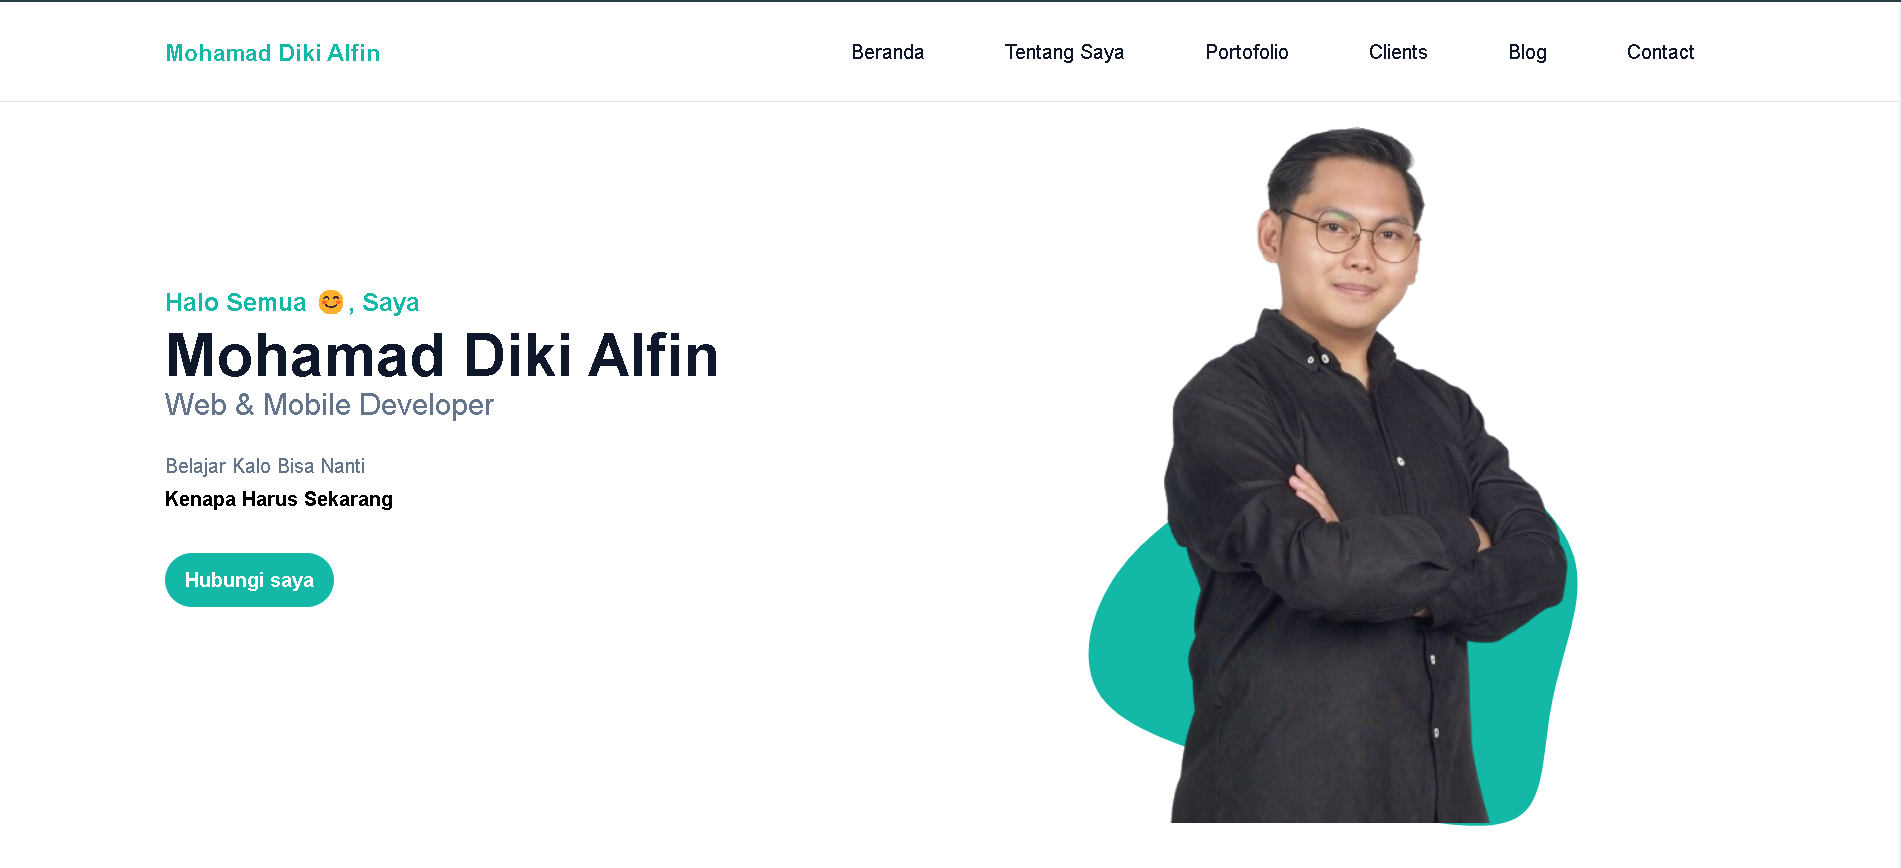 Mohamad Diki Alfin
Beranda Tentang Saya Portofolio Clients Blog Contact
Halo Semua 😊, Saya
Mohamad Diki Alfin
Web & Mobile Developer
Belajar Kalo Bisa Nanti
Kenapa Harus Sekarang
Hubungi saya